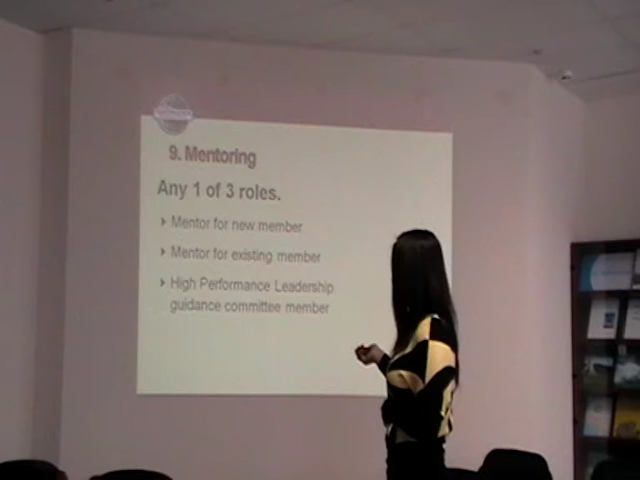 9. Mentoring
Any 1 of 3 roles.
Mentor for new member
Mentor for existing member
High Performance Leadership
guidance committee member